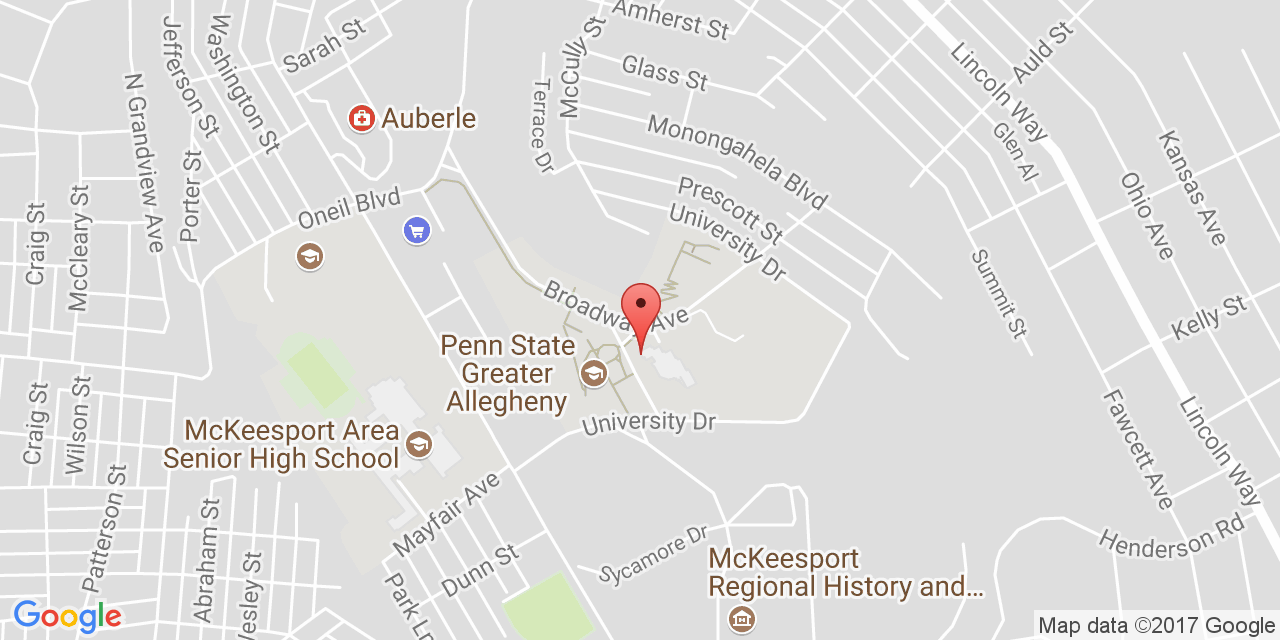 Amherst St
Sarah St
Jefferson St
Washington St
McCully St
Glass St
Lincoln Way
Auld St
N Grandview Ave
Terrace Dr
Auberle
Monongahela Blvd
Glen Al
Kansas Ave
Porter St
Oneil Blvd
Prescott St
University Dr
Ohio Ave
Craig St
McCleary St
Summit St
Broadway Ave
Kelly St
Penn State
Greater
Allegheny
Craig St
Wilson St
McKeesport Area
Senior High School
University Dr
Fawcett Ave
Lincoln Way
Patterson St
Abraham St
Mayfair Ave
Henderson Rd
Dunn St
Sycamore Dr
McKeesport
Regional History and...
Wesley St
Park Ln
Google
Map data ©2017 Google